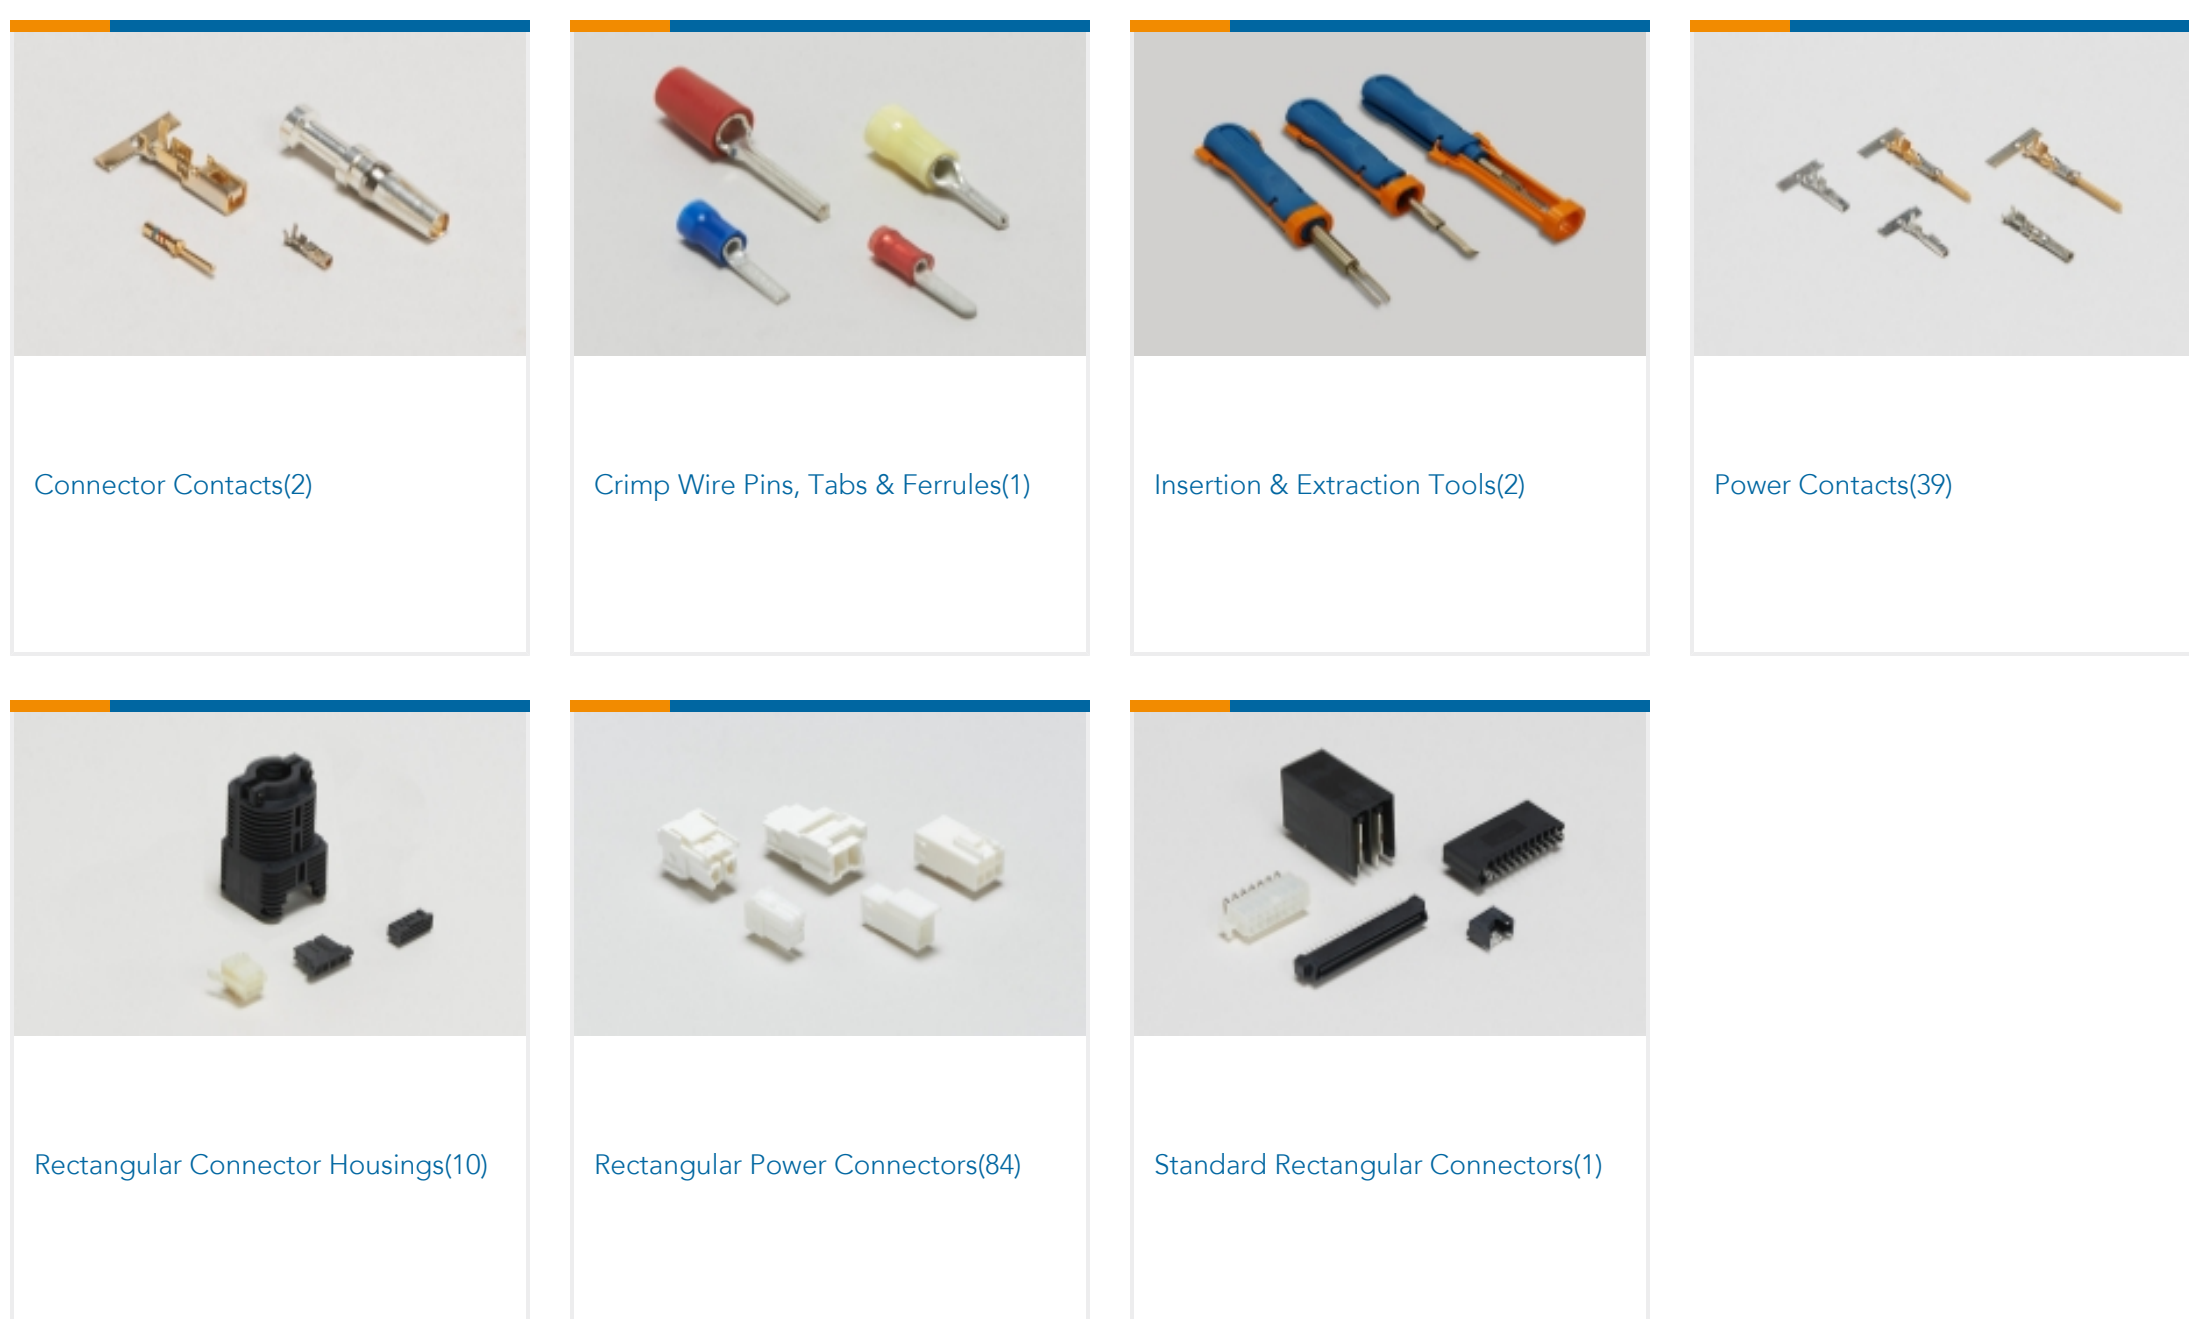 Connector Contacts(2)
Crimp Wire Pins, Tabs & Ferrules(1)
Insertion & Extraction Tools(2)
Power Contacts(39)
Rectangular Connector Housings(10)
Rectangular Power Connectors(84)
Standard Rectangular Connectors(1)